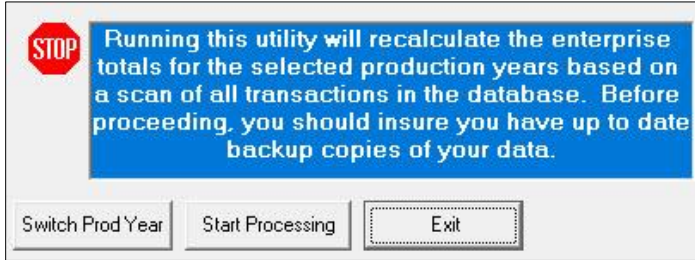 STOP
Running this utility will recalculate the enterprise
totals for the selected production years based on
a scan of all transactions in the database.  Before
proceeding, you should insure you have up to date
backup copies of your data.
Switch Prod Year
Start Processing
Exit